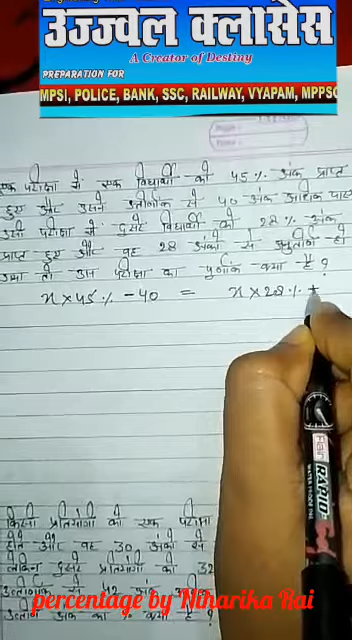 उज्ज्वल क्लासेस
A Creator of Destiny
PREPARATION FOR
MPSI, POLICE, BANK, SSC, RAILWAY, VYAPAM, MPPSC
एक परीक्षा में एक विद्यार्थी को 45% अंक प्राप्त
हुए और उसने उत्तीर्णांक से 40 अंक अधिक पाए
उसी परीक्षा में दूसरे विद्यार्थी को 28% अंक
प्राप्त हुए और वह 28 अंकों से अनुत्तीर्ण हो
गया तो उस परीक्षा का पूर्णांक क्या है?
x × 45% - 40 = x × 28% +
Flair
किसी प्रतियोगी को एक परीक्षा
और वह 30 अंकों से
लेकिन दूसरे प्रतियोगी को 32
से 42 अंक
percentage by Niharika Rai